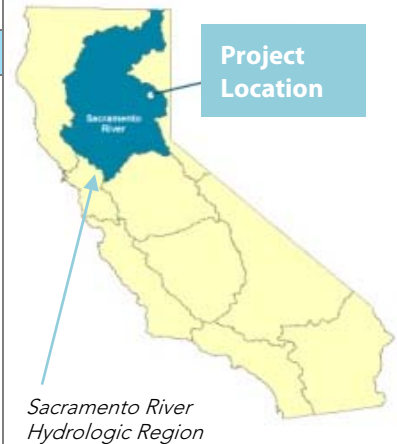 Project
Location
Sacramento
River
Sacramento River
Hydrologic Region